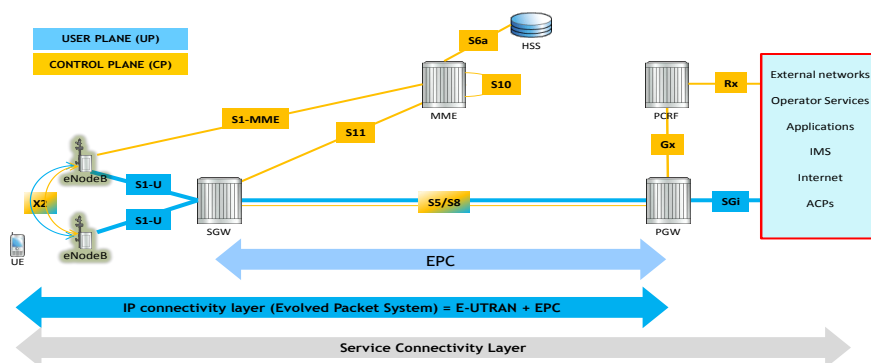 USER PLANE (UP)
CONTROL PLANE (CP)
S6a
HSS
S10
MME
S1-MME
S11
Rx
PCRF
Gx
External networks
Operator Services
Applications
IMS
Internet
ACPs
eNodeB
S1-U
X2
S1-U
S5/S8
SGi
SGW
PGW
eNodeB
UE
EPC
IP connectivity layer (Evolved Packet System) = E-UTRAN + EPC
Service Connectivity Layer